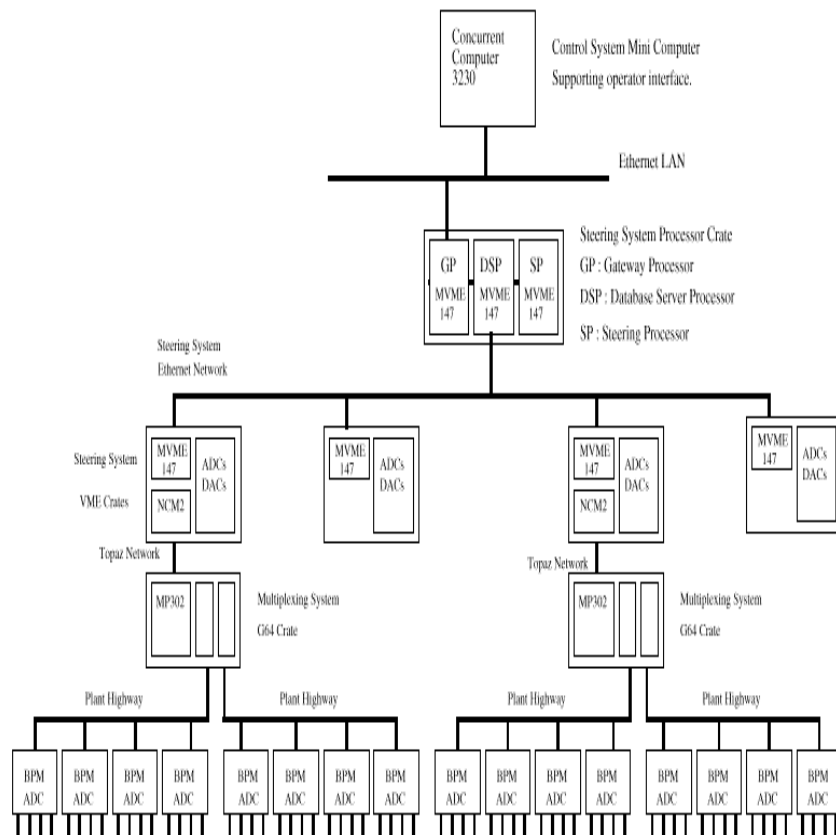 Concurrent
Computer
3230
Control System Mini Computer
Supporting operator interface.
Ethernet LAN
Steering System Processor Crate
GP : Gateway Processor
DSP : Database Server Processor
SP : Steering Processor
GP
MVME
147
DSP
MVME
147
SP
MVME
147
Steering System
Ethernet Network
Steering System
VME Crates
MVME
147
NCM2
ADCs
DACs
MVME
147
ADCs
DACs
MVME
147
NCM2
ADCs
DACs
MVME
147
ADCs
DACs
Topaz Network
Topaz Network
MP302
Multiplexing System
G64 Crate
MP302
Multiplexing System
G64 Crate
Plant Highway
Plant Highway
Plant Highway
Plant Highway
BPM
ADC
BPM
ADC
BPM
ADC
BPM
ADC
BPM
ADC
BPM
ADC
BPM
ADC
BPM
ADC
BPM
ADC
BPM
ADC
BPM
ADC
BPM
ADC
BPM
ADC
BPM
ADC
BPM
ADC
BPM
ADC